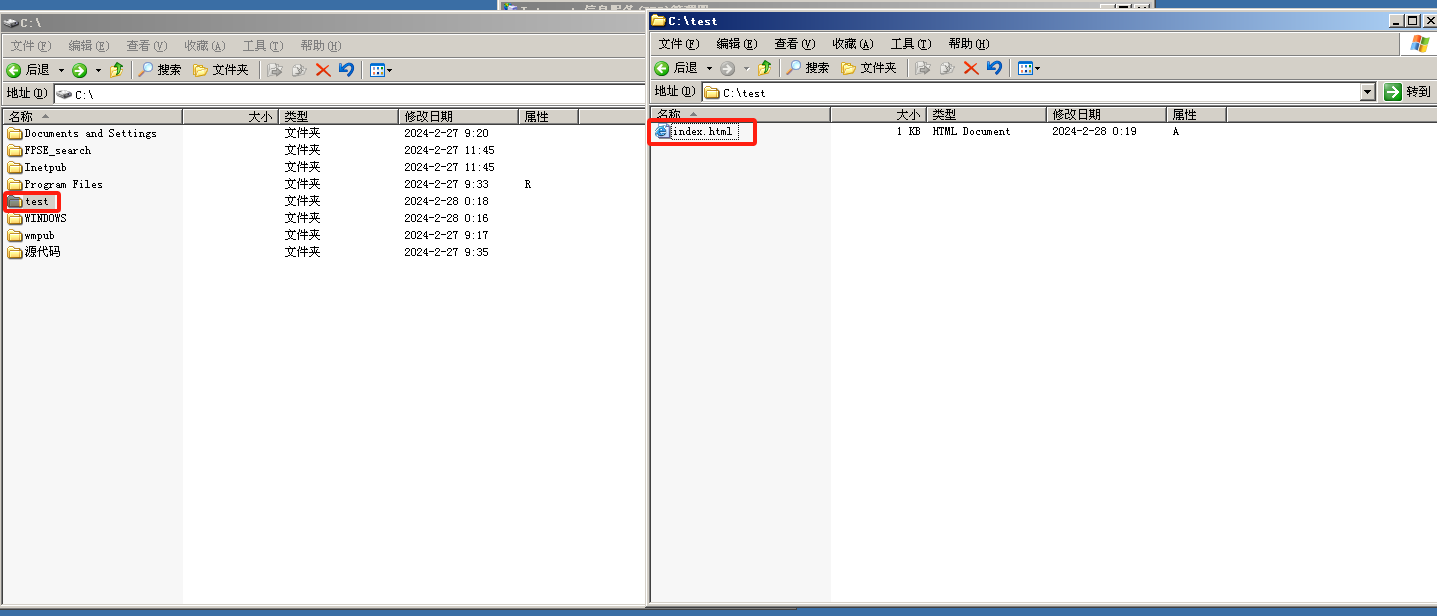 信息服务
C:\
文件(F) 编辑(E) 查看(V) 收藏(A) 工具(T) 帮助(H)
后退 搜索 文件夹
地址(D) C:\
名称 大小 类型 修改日期 属性
Documents and Settings 文件夹 2024-2-27 9:20
FPSE_search 文件夹 2024-2-27 11:45
Inetpub 文件夹 2024-2-27 11:45
Program Files 文件夹 2024-2-27 9:33 R
test 文件夹 2024-2-28 0:18
WINDOWS 文件夹 2024-2-28 0:16
wmpub 文件夹 2024-2-27 9:17
源代码 文件夹 2024-2-27 9:35
C:\test
文件(F) 编辑(E) 查看(V) 收藏(A) 工具(T) 帮助(H)
后退 搜索 文件夹
地址(D) C:\test 转到
名称 大小 类型 修改日期 属性
index.html 1 KB HTML Document 2024-2-28 0:19 A